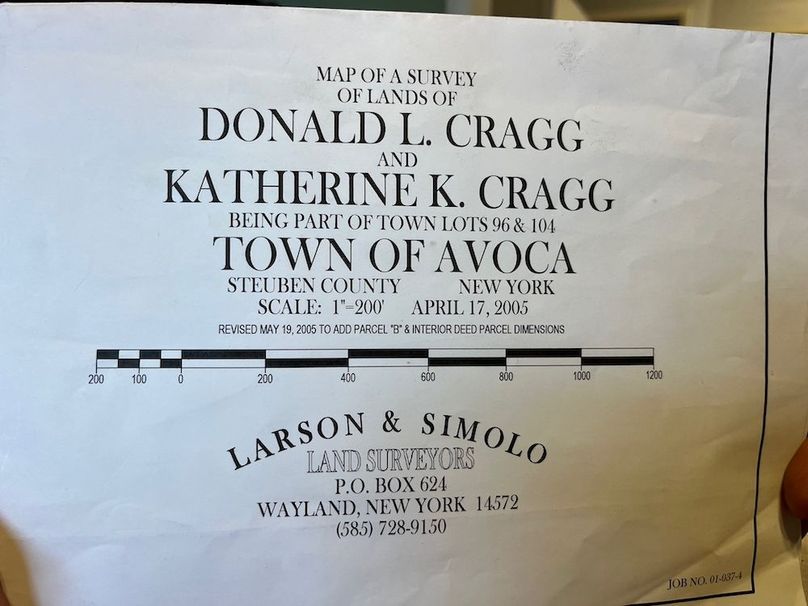 MAP OF A SURVEY
OF LANDS OF
DONALD L. CRAGG
AND
KATHERINE K. CRAGG
BEING PART OF TOWN LOTS 96 & 104
TOWN OF AVOCA
STEUBEN COUNTY NEW YORK
SCALE: 1"=200' APRIL 17, 2005
REVISED MAY 19, 2005 TO ADD PARCEL "B" & INTERIOR DEED PARCEL DIMENSIONS
200 100 0 200 400 600 800 1000 1200
LARSON & SIMOLO
LAND SURVEYORS
P.O. BOX 624
WAYLAND, NEW YORK 14572
(585) 728-9150
JOB NO. 01-037-4